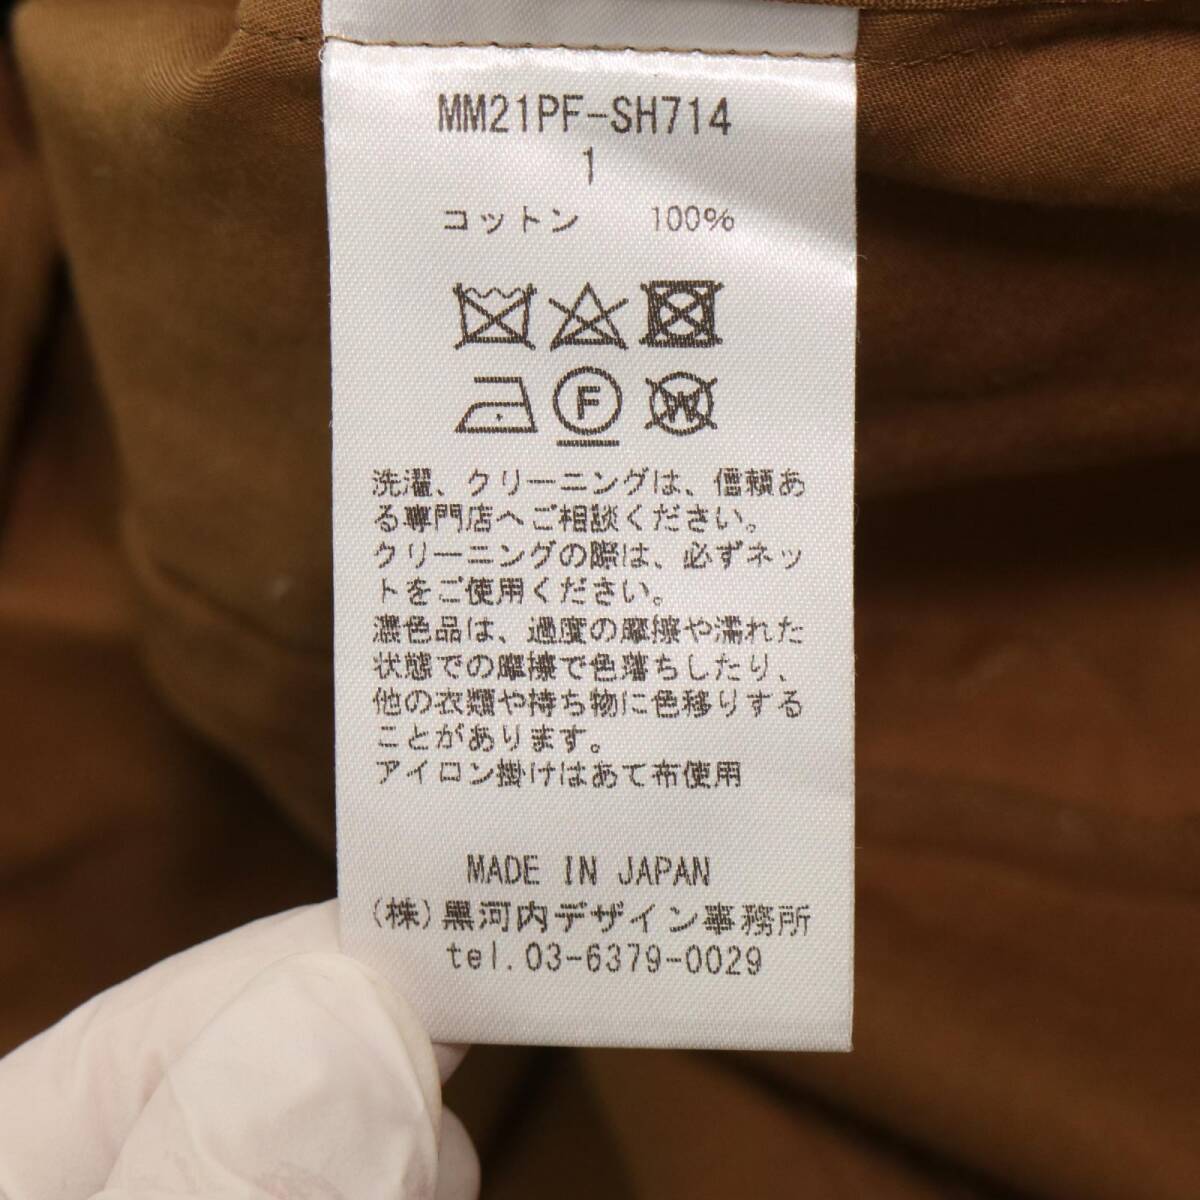 MM21PF-SH714
1
コットン 100%
F
W
洗濯、クリーニングは、信頼あ
る専門店へご相談ください。
クリーニングの際は、必ずネッ
トをご使用ください。
濃色品は、過度の摩擦や濡れた
状態での摩擦で色落ちしたり、
他の衣類や持ち物に色移りする
ことがあります。
アイロン掛けはあて布使用
MADE IN JAPAN
(株)黒河内デザイン事務所
tel.03-6379-0029